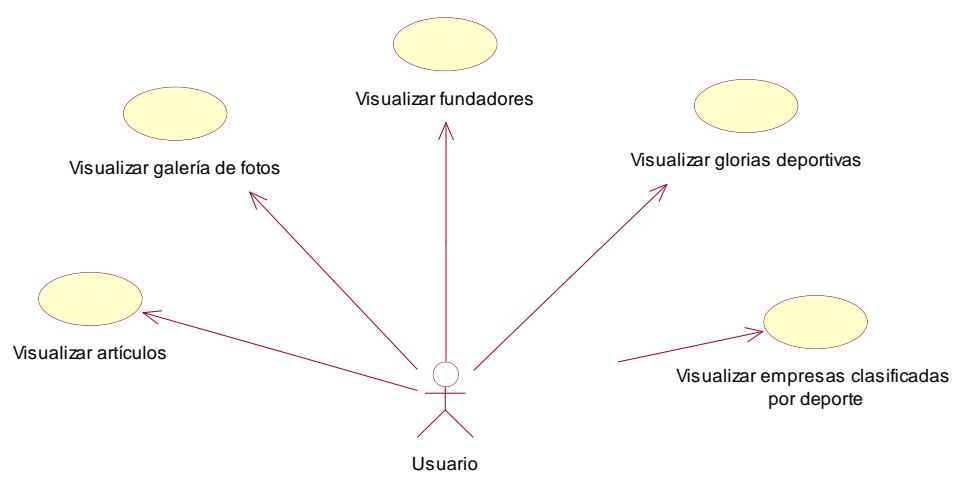 Visualizar fundadores
Visualizar galería de fotos
Visualizar glorias deportivas
Visualizar artículos
Visualizar empresas clasificadas
por deporte
Usuario